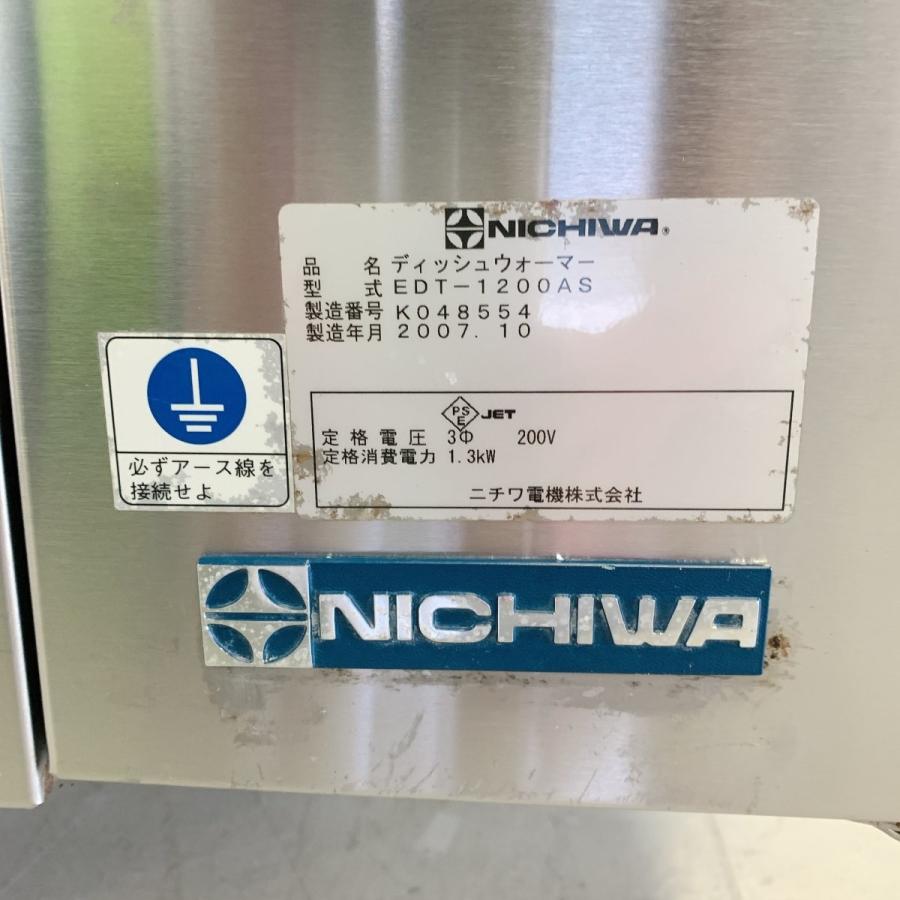 NICHIWA®
品 名 ディッシュウォーマー
型 式 EDT-1200AS
製造番号 K048554
製造年月 2007. 10
PSE JET
定格電圧 3Φ 200V
定格消費電力 1.3kW
ニチワ電機株式会社
必ずアース線を
接続せよ
NICHIWA